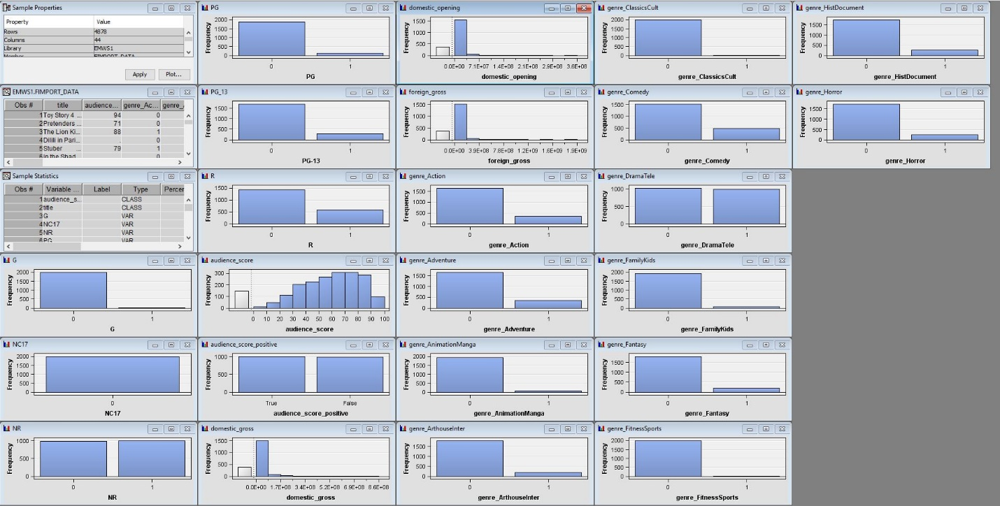 Sample Properties
Property Value
Rows 4878
Columns 44
Library EMWS1
Apply Plot...
EMWS1.FIMPORT_DATA
Obs # title audience... genre_Ac... genre_
1 Toy Story 4 ... 94 0
2 Pretenders ... 71 0
3 The Lion Ki... 88 1
4 Dilili in Pari... . 0
5 Stuber ... 79 1
6 In the Shad 0
Sample Statistics
Obs # Variable ... Label Type Percer
1 audience_s... CLASS
2 title CLASS
3 G VAR
4 NC17 VAR
5 NR VAR
6 PG VAR
G
Frequency
2000
1500
1000
500
0
0 1
G
NC17
Frequency
2000
1500
1000
500
0
0
NC17
NR
Frequency
1000
500
0
0 1
NR
PG
Frequency
2000
1500
1000
500
0
0 1
PG
PG_13
Frequency
1500
1000
500
0
0 1
PG-13
R
Frequency
1500
1000
500
0
0 1
R
audience_score
Frequency
300
200
100
0
0 10 20 30 40 50 60 70 80 90 100
audience_score
audience_score_positive
Frequency
1000
500
0
True False
audience_score_positive
domestic_gross
Frequency
1500
1000
500
0
0.0E+00 1.7E+08 3.4E+08 5.2E+08 6.9E+08 8.6E+08
domestic_gross
domestic_opening
Frequency
1500
1000
500
0
0.0E+00 7.1E+07 1.4E+08 2.1E+08 2.9E+08 3.6E+08
domestic_opening
foreign_gross
Frequency
1500
1000
500
0
0.0E+00 3.9E+08 7.8E+08 1.2E+09 1.6E+09 1.9E+09
foreign_gross
genre_Action
Frequency
1500
1000
500
0
0 1
genre_Action
genre_Adventure
Frequency
1500
1000
500
0
0 1
genre_Adventure
genre_AnimationManga
Frequency
2000
1500
1000
500
0
0 1
genre_AnimationManga
genre_ArthouseInter
Frequency
1500
1000
500
0
0 1
genre_ArthouseInter
genre_ClassicsCult
Frequency
2000
1500
1000
500
0
0 1
genre_ClassicsCult
genre_Comedy
Frequency
1500
1000
500
0
0 1
genre_Comedy
genre_DramaTele
Frequency
1000
500
0
0 1
genre_DramaTele
genre_FamilyKids
Frequency
2000
1500
1000
500
0
0 1
genre_FamilyKids
genre_Fantasy
Frequency
1500
1000
500
0
0 1
genre_Fantasy
genre_FitnessSports
Frequency
2000
1500
1000
500
0
0 1
genre_FitnessSports
genre_HistDocument
Frequency
1500
1000
500
0
0 1
genre_HistDocument
genre_Horror
Frequency
1500
1000
500
0
0 1
genre_Horror